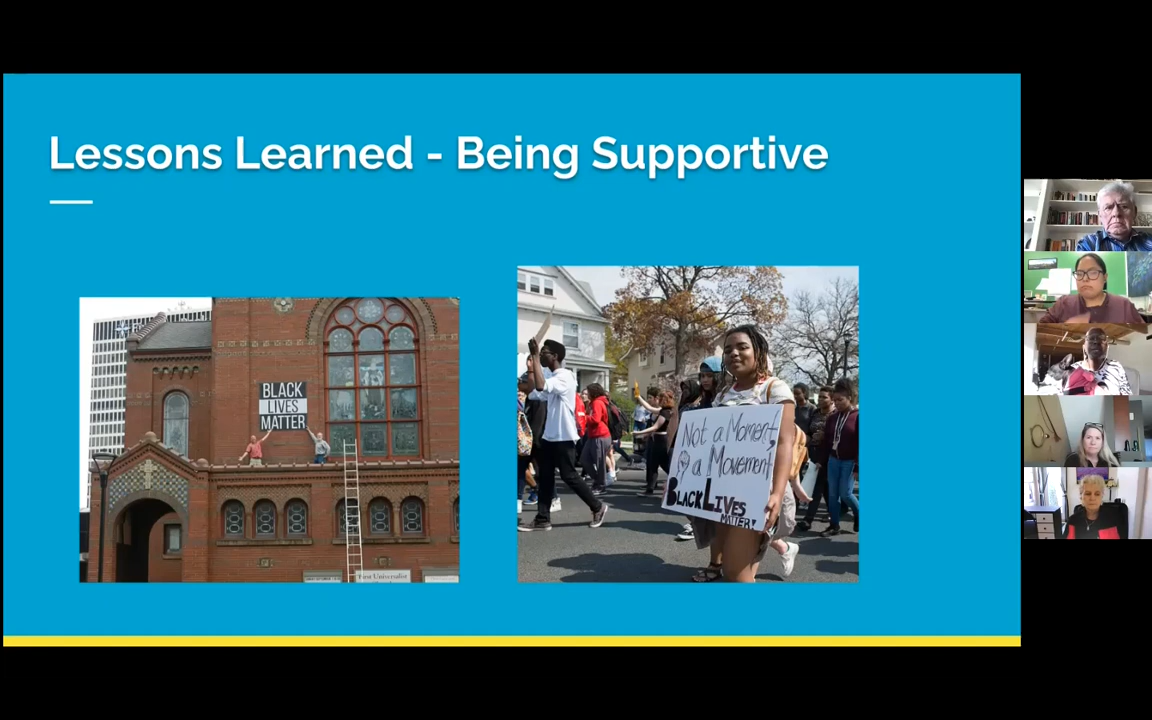 Lessons Learned - Being Supportive
BLACK
LIVES
MATTER
First Universalist
Not a Moment,
a Movement
BLACK LIVES
MATTER!